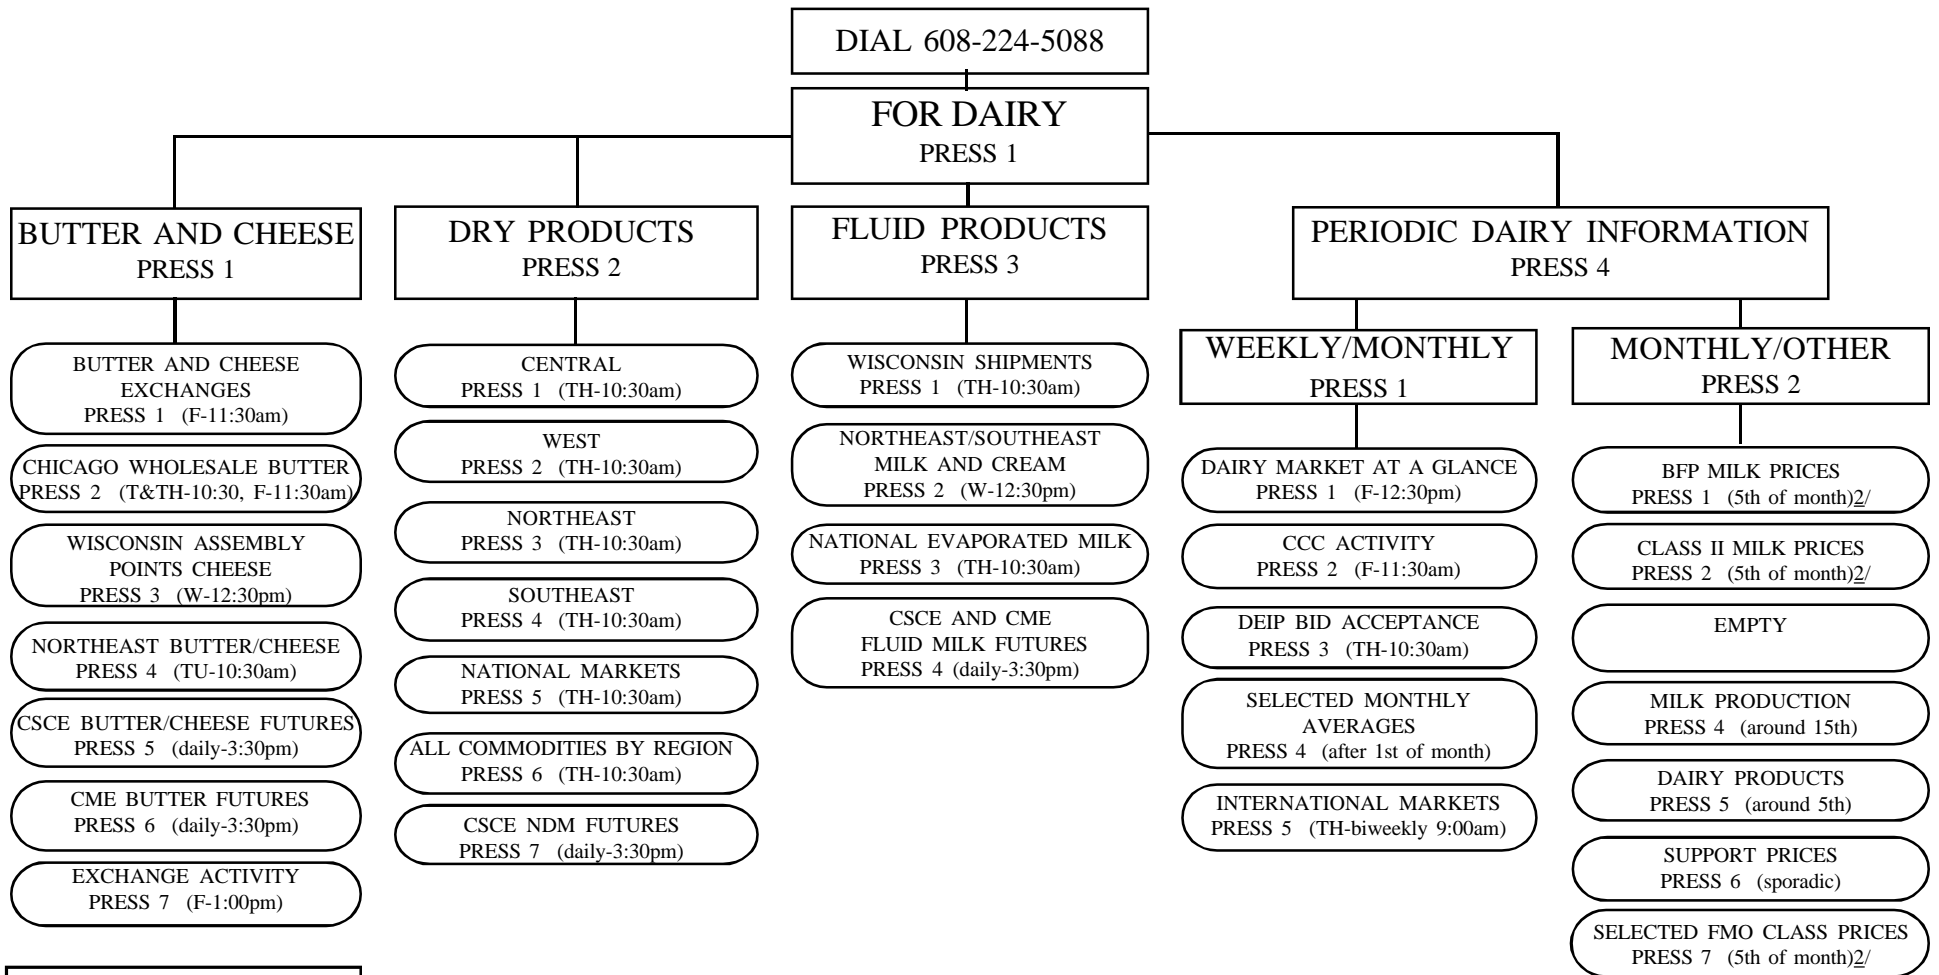 DIAL 608-224-5088
FOR DAIRY
PRESS 1
BUTTER AND CHEESE
PRESS 1
BUTTER AND CHEESE
EXCHANGES
PRESS 1 (F-11:30am)
CHICAGO WHOLESALE BUTTER
PRESS 2 (T&TH-10:30, F-11:30am)
WISCONSIN ASSEMBLY
POINTS CHEESE
PRESS 3 (W-12:30pm)
NORTHEAST BUTTER/CHEESE
PRESS 4 (TU-10:30am)
CSCE BUTTER/CHEESE FUTURES
PRESS 5 (daily-3:30pm)
CME BUTTER FUTURES
PRESS 6 (daily-3:30pm)
EXCHANGE ACTIVITY
PRESS 7 (F-1:00pm)
DRY PRODUCTS
PRESS 2
CENTRAL
PRESS 1 (TH-10:30am)
WEST
PRESS 2 (TH-10:30am)
NORTHEAST
PRESS 3 (TH-10:30am)
SOUTHEAST
PRESS 4 (TH-10:30am)
NATIONAL MARKETS
PRESS 5 (TH-10:30am)
ALL COMMODITIES BY REGION
PRESS 6 (TH-10:30am)
CSCE NDM FUTURES
PRESS 7 (daily-3:30pm)
FLUID PRODUCTS
PRESS 3
WISCONSIN SHIPMENTS
PRESS 1 (TH-10:30am)
NORTHEAST/SOUTHEAST
MILK AND CREAM
PRESS 2 (W-12:30pm)
NATIONAL EVAPORATED MILK
PRESS 3 (TH-10:30am)
CSCE AND CME
FLUID MILK FUTURES
PRESS 4 (daily-3:30pm)
PERIODIC DAIRY INFORMATION
PRESS 4
WEEKLY/MONTHLY
PRESS 1
DAIRY MARKET AT A GLANCE
PRESS 1 (F-12:30pm)
CCC ACTIVITY
PRESS 2 (F-11:30am)
DEIP BID ACCEPTANCE
PRESS 3 (TH-10:30am)
SELECTED MONTHLY
AVERAGES
PRESS 4 (after 1st of month)
INTERNATIONAL MARKETS
PRESS 5 (TH-biweekly 9:00am)
MONTHLY/OTHER
PRESS 2
BFP MILK PRICES
PRESS 1 (5th of month)2/
CLASS II MILK PRICES
PRESS 2 (5th of month)2/
EMPTY
MILK PRODUCTION
PRESS 4 (around 15th)
DAIRY PRODUCTS
PRESS 5 (around 5th)
SUPPORT PRICES
PRESS 6 (sporadic)
SELECTED FMO CLASS PRICES
PRESS 7 (5th of month)2/